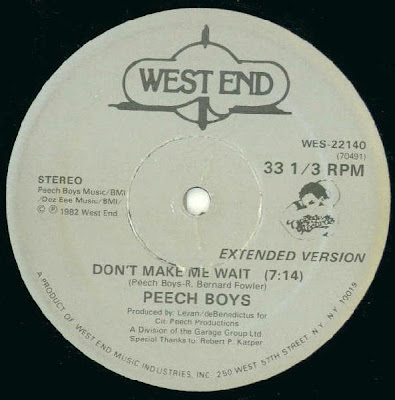 WEST END
WES-22140
(70491)
33 1/3 RPM
STEREO
Peech Boys Music/BMI
/Dez Bee Music/BMI
© ℗ 1982 West End.
EXTENDED VERSION
DON'T MAKE ME WAIT (7:14)
(Peech Boys-R. Bernard Fowler)
PEECH BOYS
Produced by: Levan/deBenedictus for
Peech Productions
A Division of the Garage Group Ltd.
Special Thanks to: Robert P. Kasper
A PRODUCT OF WEST END MUSIC INDUSTRIES, INC. 250 WEST 57TH STREET, N.Y. N.Y. 10019